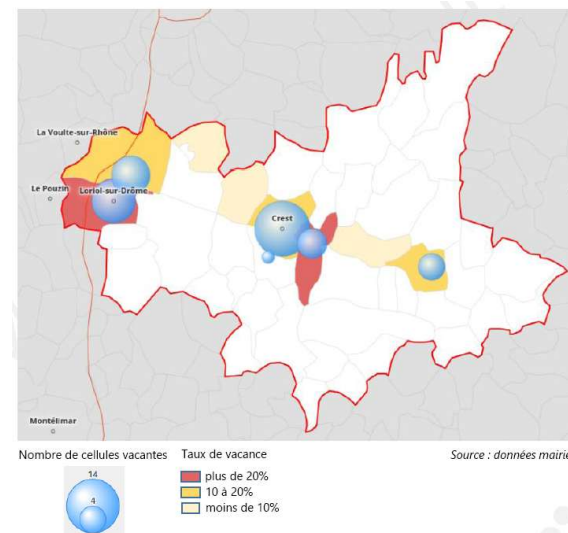 La Voulte-sur-Rhône
Le Pouzin
Loriol-sur-Drôme
Crest
Montélimar
Nombre de cellules vacantes
Taux de vacance
Source : données mairie
14
4
plus de 20%
10 à 20%
moins de 10%